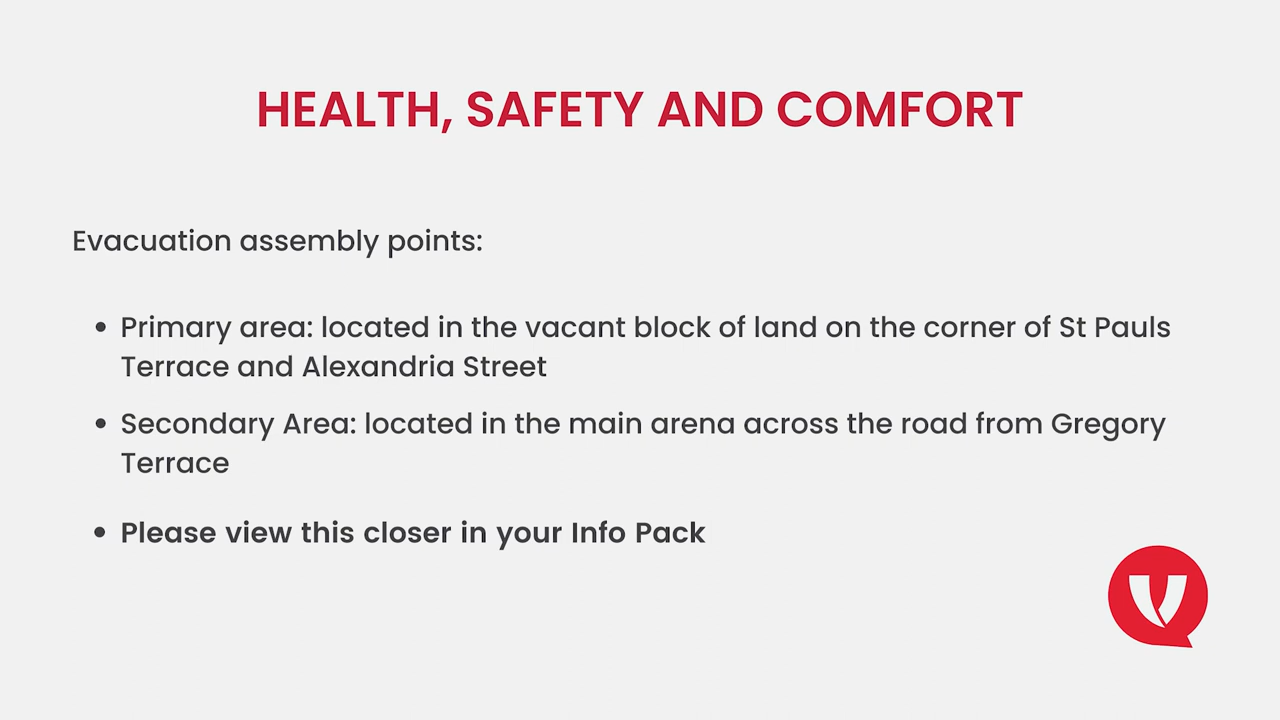 HEALTH, SAFETY AND COMFORT
Evacuation assembly points:
• Primary area: located in the vacant block of land on the corner of St Pauls
Terrace and Alexandria Street
• Secondary Area: located in the main arena across the road from Gregory
Terrace
• Please view this closer in your Info Pack
V